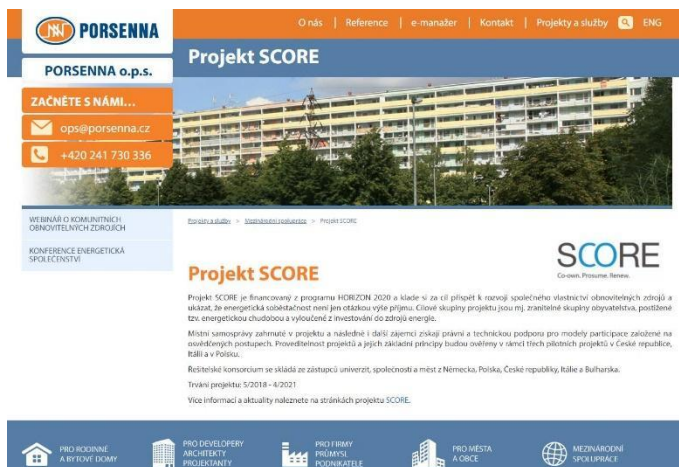 PORSENNA
O nás | Reference | e-manažer | Kontakt | Projekty a služby ENG
PORSENNA o.p.s.
Projekt SCORE
ZAČNĚTE S NÁMI...
ops@porsenna.cz
+420 241 730 336
WEBINÁŘ O KOMUNITNÍCH
OBNOVITELNÝCH ZDROJÍCH
KONFERENCE ENERGETICKÁ
SPOLEČENSTVÍ
Projekty a služby > Mezinárodní spolupráce > Projekt SCORE
SCORE
Co-own. Prosume. Renew.
Projekt SCORE
Projekt SCORE je financovaný z programu HORIZON 2020 a klade si za cíl přispět k rozvoji společného vlastnictví obnovitelných zdrojů a
ukázat, že energetická soběstačnost není jen otázkou výše příjmu. Cílové skupiny projektu jsou mj. zranitelné skupiny obyvatelstva, postižené
tzv. energetickou chudobou a vyloučené z investování do zdrojů energie.
Místní samosprávy zahrnuté v projektu a následně i další zájemci získají právní a technickou podporu pro modely participace založené na
osvědčených postupech. Proveditelnost projektů a jejich základní principy budou ověřeny v rámci třech pilotních projektů v České republice,
Itálii a v Polsku.
Řešitelské konsorcium se skládá ze zástupců univerzit, společností a měst z Německa, Polska, České republiky, Itálie a Bulharska.
Trvání projektu: 5/2018 - 4/2021
Více informací a aktuality naleznete na stránkách projektu SCORE.
PRO RODINNÉ
A BYTOVÉ DOMY
PRO DEVELOPERY
ARCHITEKTY
PROJEKTANTY
PRO FIRMY
PRŮMYSL
PODNIKATELE
PRO MĚSTA
A OBCE
MEZINÁRODNÍ
SPOLUPRÁCE